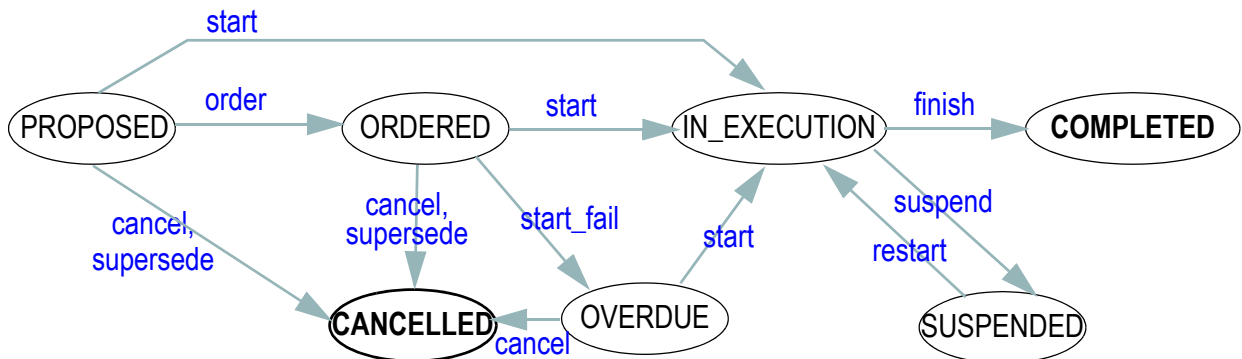 start
order
start
finish
PROPOSED
ORDERED
IN_EXECUTION
COMPLETED
cancel,
supersede
cancel,
supersede
start_fail
start
suspend
restart
CANCELLED
OVERDUE
SUSPENDED
cancel